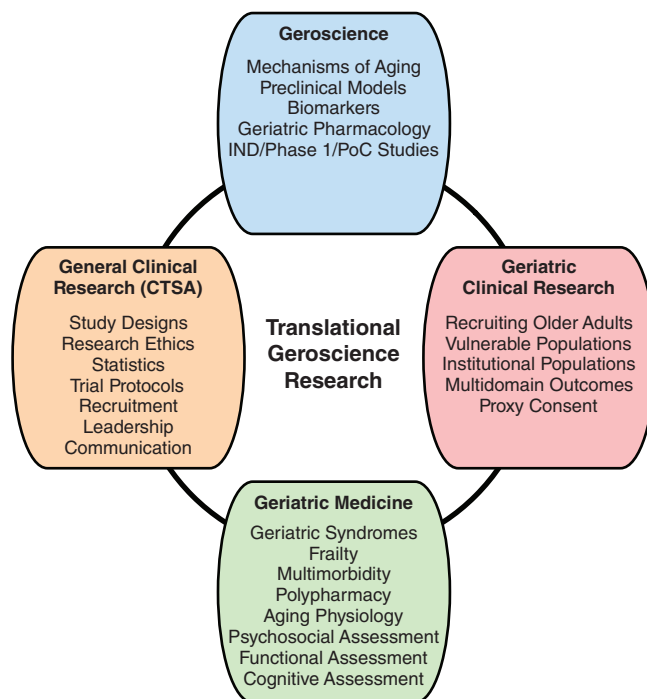 Geroscience
Mechanisms of Aging
Preclinical Models
Biomarkers
Geriatric Pharmacology
IND/Phase 1/PoC Studies
General Clinical
Research (CTSA)
Study Designs
Research Ethics
Statistics
Trial Protocols
Recruitment
Leadership
Communication
Translational
Geroscience
Research
Geriatric
Clinical Research
Recruiting Older Adults
Vulnerable Populations
Institutional Populations
Multidomain Outcomes
Proxy Consent
Geriatric Medicine
Geriatric Syndromes
Frailty
Multimorbidity
Polypharmacy
Aging Physiology
Psychosocial Assessment
Functional Assessment
Cognitive Assessment